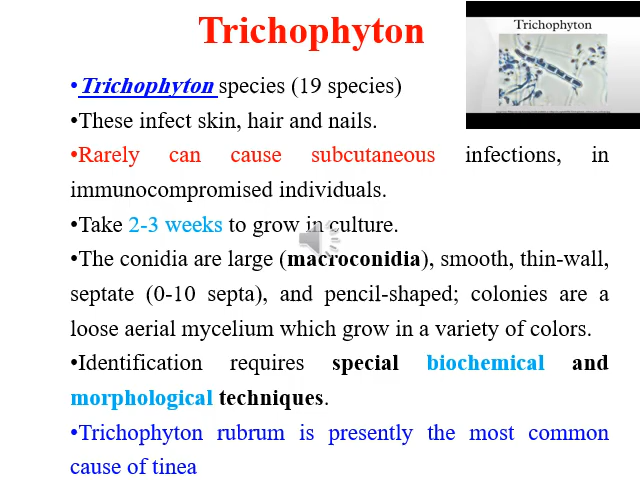 Trichophyton
Trichophyton
•Trichophyton species (19 species)
•These infect skin, hair and nails.
•Rarely can cause subcutaneous infections, in
immunocompromised individuals.
•Take 2-3 weeks to grow in culture.
•The conidia are large (macroconidia), smooth, thin-wall,
septate (0-10 septa), and pencil-shaped; colonies are a
loose aerial mycelium which grow in a variety of colors.
•Identification requires special biochemical and
morphological techniques.
•Trichophyton rubrum is presently the most common
cause of tinea